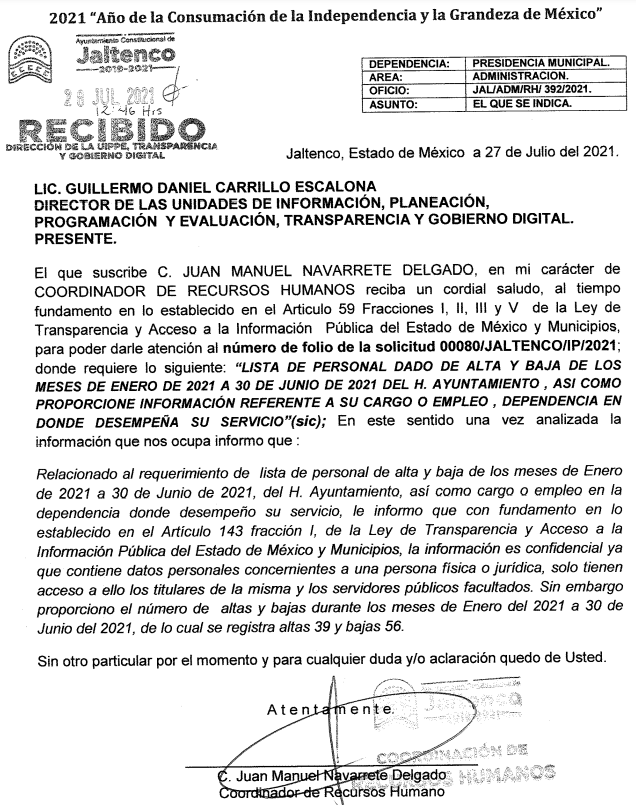 2021 “Año de la Consumación de la Independencia y la Grandeza de México”
Ayuntamiento Constitucional de
Jaltenco
2019-2021
28 JUL 2021
12:46 Hrs
RECIBIDO
DIRECCIÓN DE LA UIPPE, TRANSPARENCIA
Y GOBIERNO DIGITAL
DEPENDENCIA: PRESIDENCIA MUNICIPAL.
AREA: ADMINISTRACION.
OFICIO: JAL/ADM/RH/ 392/2021.
ASUNTO: EL QUE SE INDICA.
Jaltenco, Estado de México a 27 de Julio del 2021.
LIC. GUILLERMO DANIEL CARRILLO ESCALONA
DIRECTOR DE LAS UNIDADES DE INFORMACIÓN, PLANEACIÓN,
PROGRAMACIÓN Y EVALUACIÓN, TRANSPARENCIA Y GOBIERNO DIGITAL.
PRESENTE.
El que suscribe C. JUAN MANUEL NAVARRETE DELGADO, en mi carácter de
COORDINADOR DE RECURSOS HUMANOS reciba un cordial saludo, al tiempo
fundamento en lo establecido en el Articulo 59 Fracciones I, II, III y V de la Ley de
Transparencia y Acceso a la Información Pública del Estado de México y Municipios,
para poder darle atención al número de folio de la solicitud 00080/JALTENCO/IP/2021;
donde requiere lo siguiente: “LISTA DE PERSONAL DADO DE ALTA Y BAJA DE LOS
MESES DE ENERO DE 2021 A 30 DE JUNIO DE 2021 DEL H. AYUNTAMIENTO , ASI COMO
PROPORCIONE INFORMACIÓN REFERENTE A SU CARGO O EMPLEO , DEPENDENCIA EN
DONDE DESEMPEÑA SU SERVICIO”(sic); En este sentido una vez analizada la
información que nos ocupa informo que :
Relacionado al requerimiento de lista de personal de alta y baja de los meses de Enero
de 2021 a 30 de Junio de 2021, del H. Ayuntamiento, así como cargo o empleo en la
dependencia donde desempeño su servicio, le informo que con fundamento en lo
establecido en el Artículo 143 fracción I, de la Ley de Transparencia y Acceso a la
Información Pública del Estado de México y Municipios, la información es confidencial ya
que contiene datos personales concernientes a una persona física o jurídica, solo tienen
acceso a ello los titulares de la misma y los servidores públicos facultados. Sin embargo
proporciono el número de altas y bajas durante los meses de Enero del 2021 a 30 de
Junio del 2021, de lo cual se registra altas 39 y bajas 56.
Sin otro particular por el momento y para cualquier duda y/o aclaración quedo de Usted.
Atentamente.
Jaltenco
COORDINACIÓN DE
RECURSOS HUMANOS
C. Juan Manuel Navarrete Delgado
Coordinador de Recursos Humano